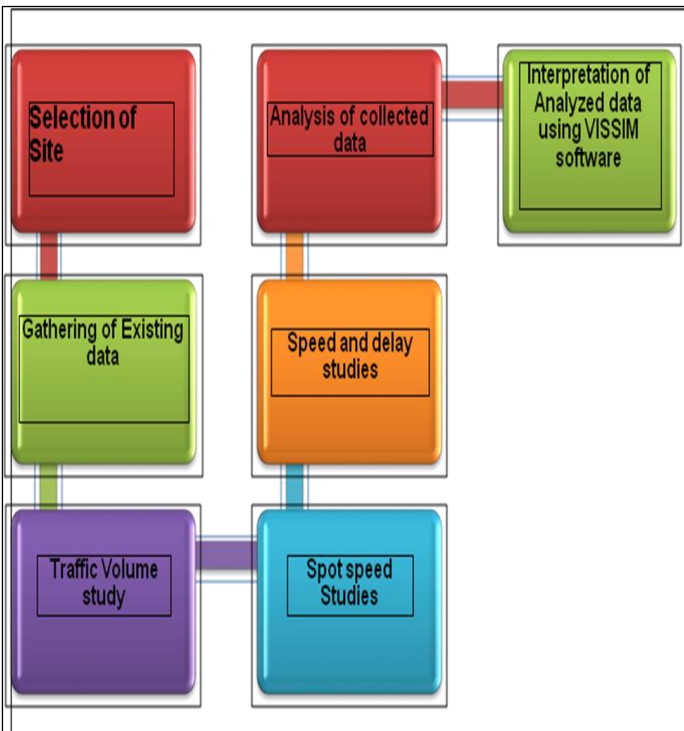 Selection of
Site
Gathering of Existing
data
Traffic Volume
study
Spot speed
Studies
Speed and delay
studies
Analysis of collected
data
Interpretation of
Analyzed data
using VISSIM
software